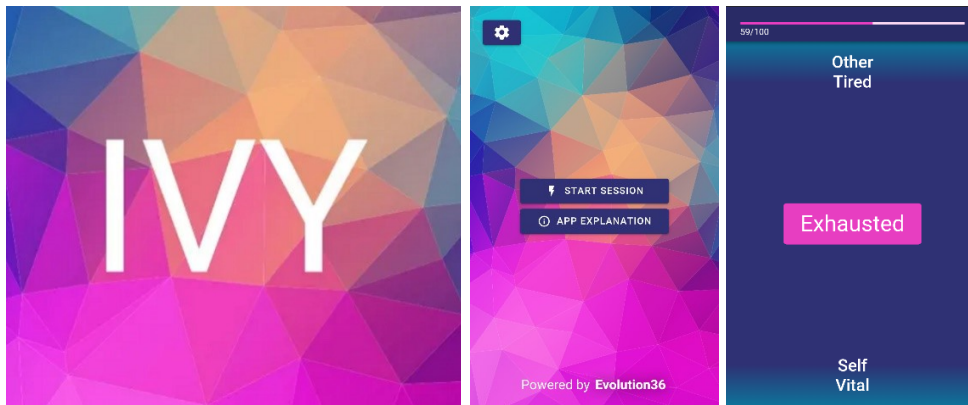 IVY
START SESSION
APP EXPLANATION
Powered by Evolution36
59/100
Other
Tired
Exhausted
Self
Vital